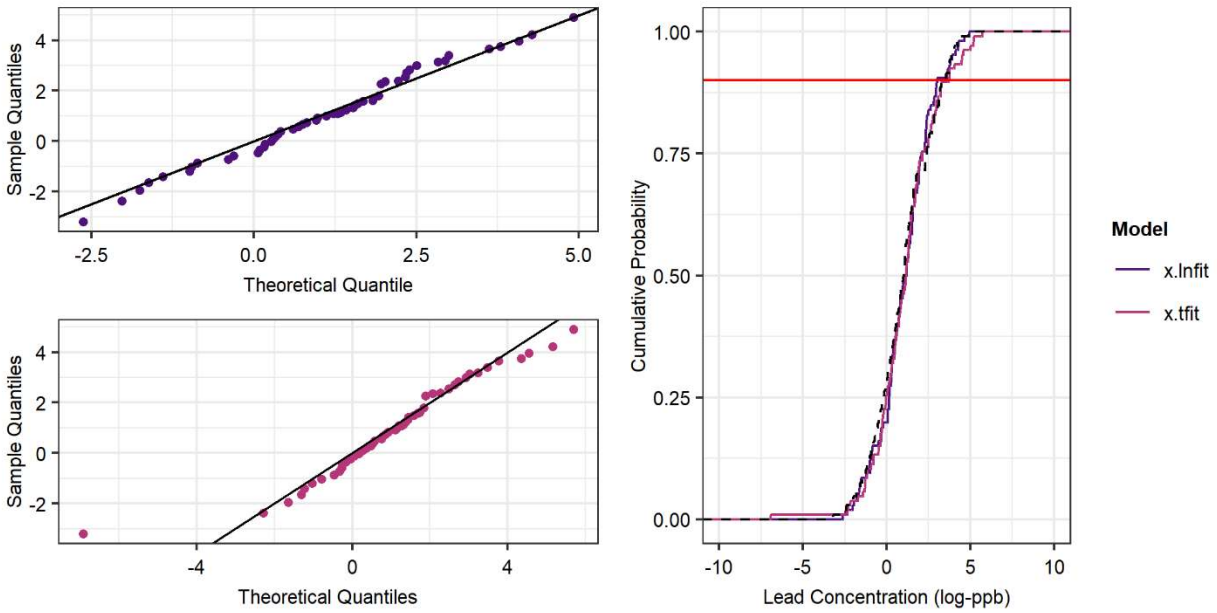 Sample Quantiles
4
2
0
-2
-2.5
0.0
2.5
5.0
Theoretical Quantile
Sample Quantiles
4
2
0
-2
-4
0
4
Theoretical Quantiles
Cumulative Probability
1.00
0.75
0.50
0.25
0.00
-10
-5
0
5
10
Lead Concentration (log-ppb)
Model
x.lnfit
x.tfit